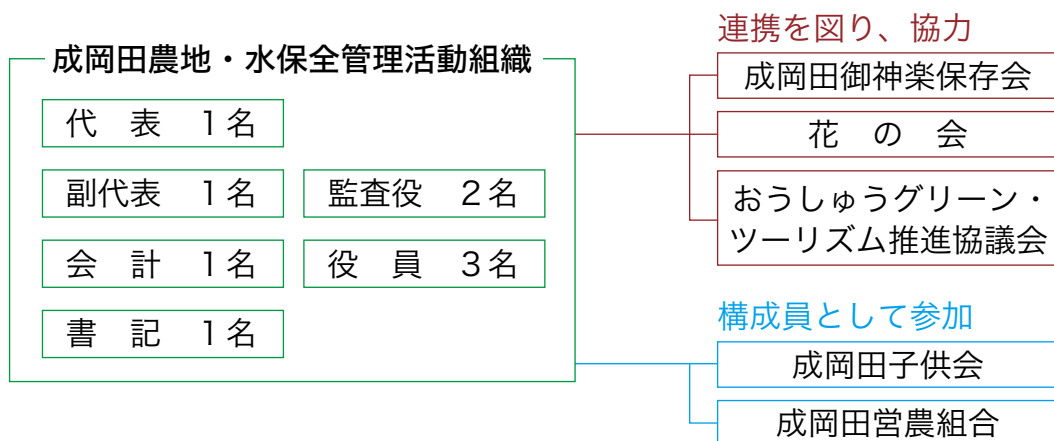 成岡田農地・水保全管理活動組織
代　表　1名
副代表　1名
監査役　2名
会　計　1名
役　員　3名
書　記　1名
連携を図り、協力
成岡田御神楽保存会
花　の　会
おうしゅうグリーン・
ツーリズム推進協議会
構成員として参加
成岡田子供会
成岡田営農組合